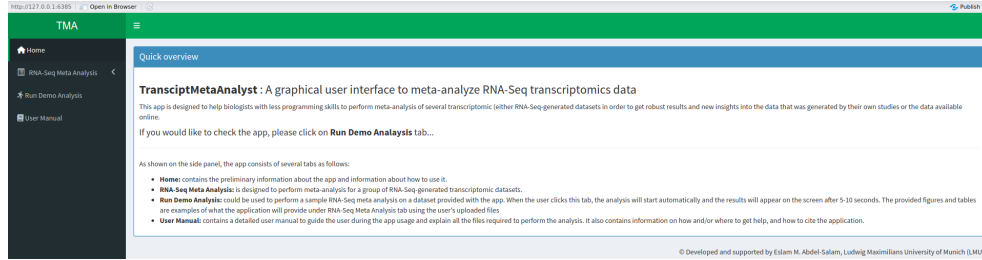 http://127.0.0.1:6385 Open in Browser Publish
TMA
Home
Quick overview
RNA-Seq Meta Analysis
Run Demo Analysis
User Manual
TransciptMetaAnalyst : A graphical user interface to meta-analyze RNA-Seq transcriptomics data
This app is designed to help biologists with less programming skills to perform meta-analysis of several transcriptomic (either RNA-Seq-generated datasets in order to get robust results and new insights into the data that was generated by their own studies or the data available
online.
If you would like to check the app, please click on Run Demo Analaysis tab...
As shown on the side panel, the app consists of several tabs as follows:
Home: contains the preliminary information about the app and information about how to use it.
RNA-Seq Meta Analysis: is designed to perform meta-analysis for a group of RNA-Seq-generated transcriptomic datasets.
Run Demo Analysis: could be used to perform a sample RNA-Seq meta analysis on a dataset provided with the app. When the user clicks this tab, the analysis will start automatically and the results will appear on the screen after 5-10 seconds. The provided figures and tables
are examples of what the application will provide under RNA-Seq Meta Analysis tab using the user's uploaded files
User Manual: contains a detailed user manual to guide the user during the app usage and explain all the files required to perform the analysis. It also contains information on how and/or where to get help, and how to cite the application.
© Developed and supported by Eslam M. Abdel-Salam, Ludwig Maximilians University of Munich (LMU